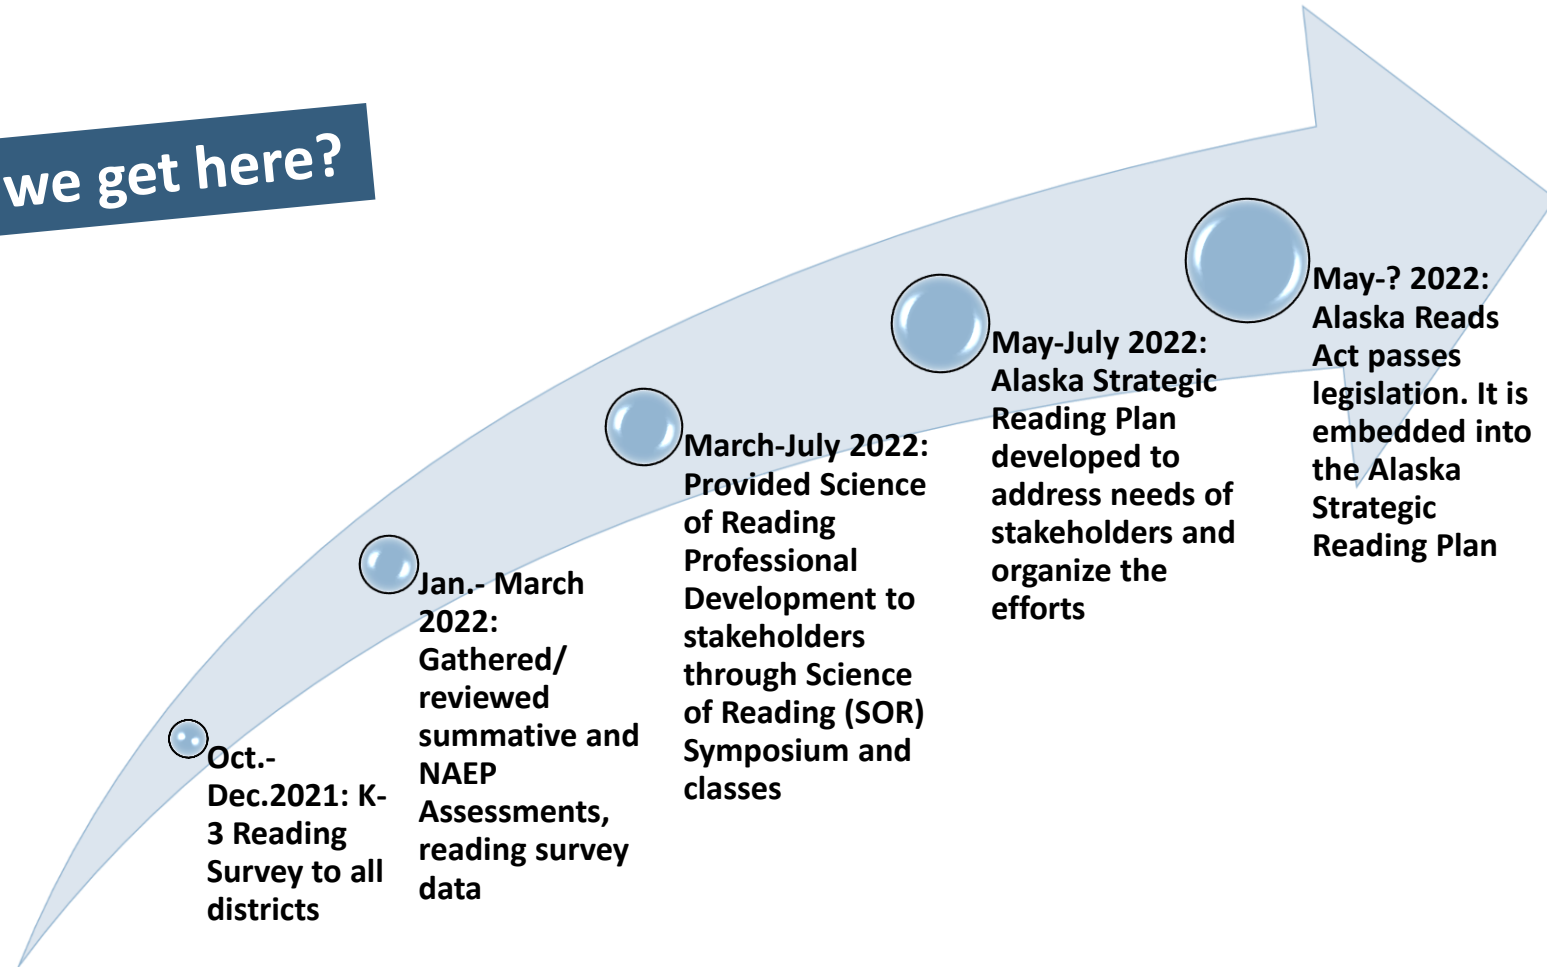 we get here?
Oct.-
Dec.2021: K-
3 Reading
Survey to all
districts
Jan.- March
2022:
Gathered/
reviewed
summative and
NAEP
Assessments,
reading survey
data
March-July 2022:
Provided Science
of Reading
Professional
Development to
stakeholders
through Science
of Reading (SOR)
Symposium and
classes
May-July 2022:
Alaska Strategic
Reading Plan
developed to
address needs of
stakeholders and
organize the
efforts
May-? 2022:
Alaska Reads
Act passes
legislation. It is
embedded into
the Alaska
Strategic
Reading Plan